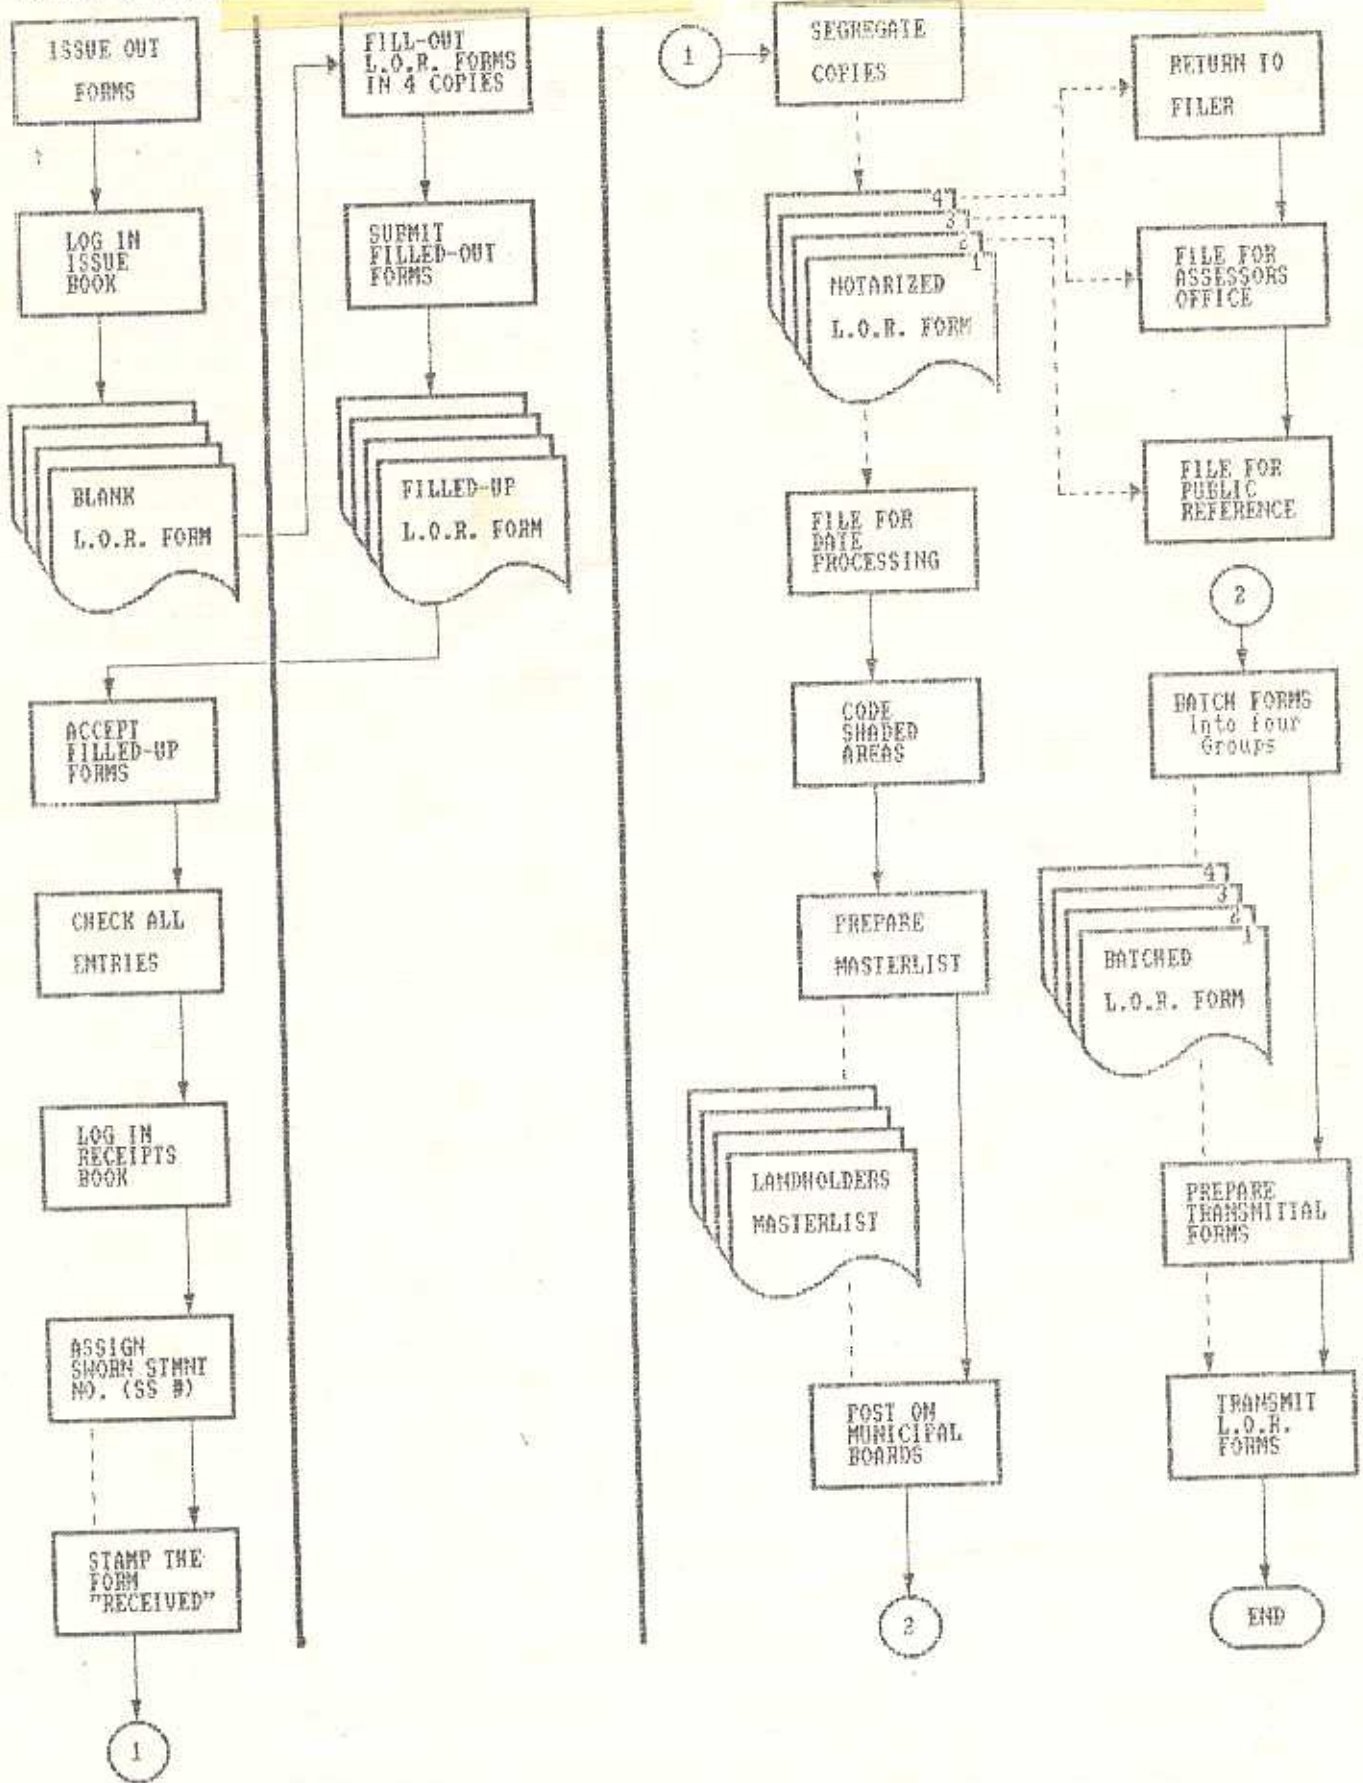 ISSUE OUT
FORMS
LOG IN
ISSUE
BOOK
BLANK
L.O.R. FORM
FILL-OUT
L.O.R. FORMS
IN 4 COPIES
SUBMIT
FILLED-OUT
FORMS
FILLED-UP
L.O.R. FORM
ACCEPT
FILLED-UP
FORMS
CHECK ALL
ENTRIES
LOG IN
RECEIPTS
BOOK
ASSIGN
SWORN STMNT
NO. (SS #)
STAMP THE
FORM
"RECEIVED"
1
1
SEGREGATE
COPIES
4
3
2
1
NOTARIZED
L.O.R. FORM
RETURN TO
FILER
FILE FOR
ASSESSORS
OFFICE
FILE FOR
PUBLIC
REFERENCE
FILE FOR
DATE
PROCESSING
CODE
SHADED
AREAS
PREPARE
MASTERLIST
LANDHOLDERS
MASTERLIST
POST ON
MUNICIPAL
BOARDS
2
2
BATCH FORMS
Into four
Groups
4
3
2
1
BATCHED
L.O.R. FORM
PREPARE
TRANSMITIAL
FORMS
TRANSMIT
L.O.R.
FORMS
END